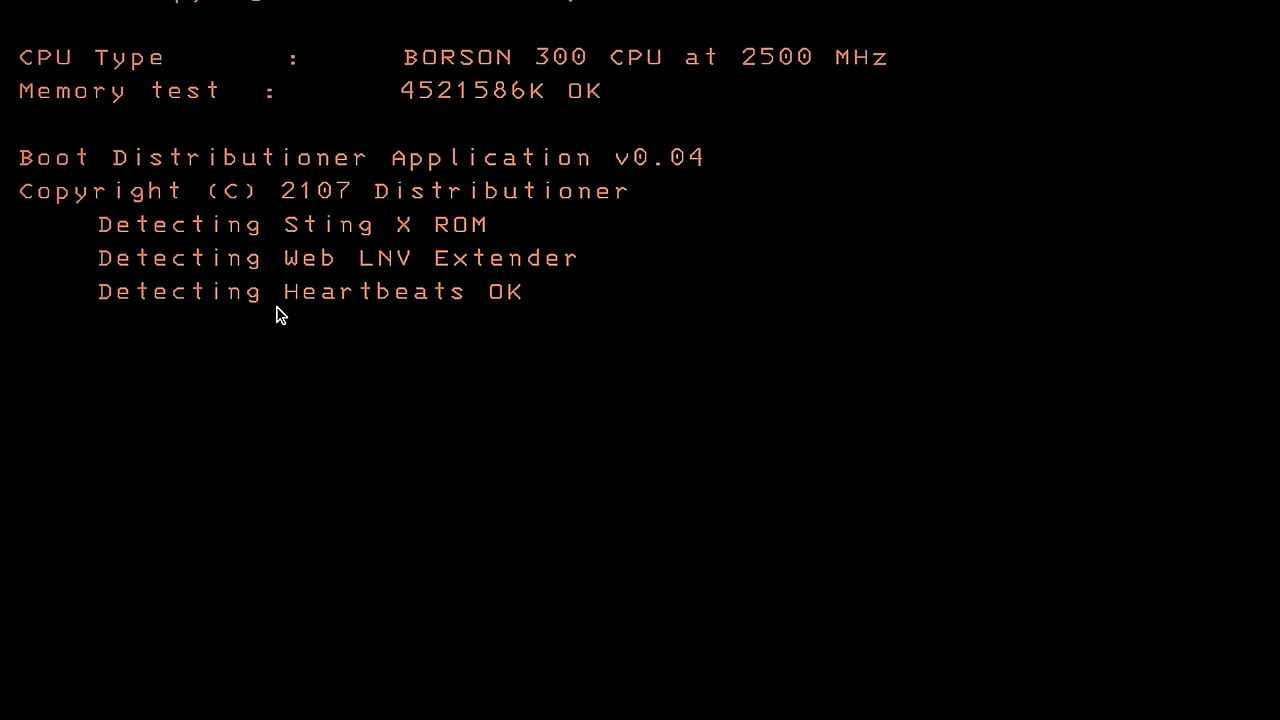 CPU Type : BORSON 300 CPU at 2500 MHz
Memory test : 4521586K OK
Boot Distributioner Application v0.04
Copyright (C) 2107 Distributioner
Detecting Sting X ROM
Detecting Web LNV Extender
Detecting Heartbeats OK